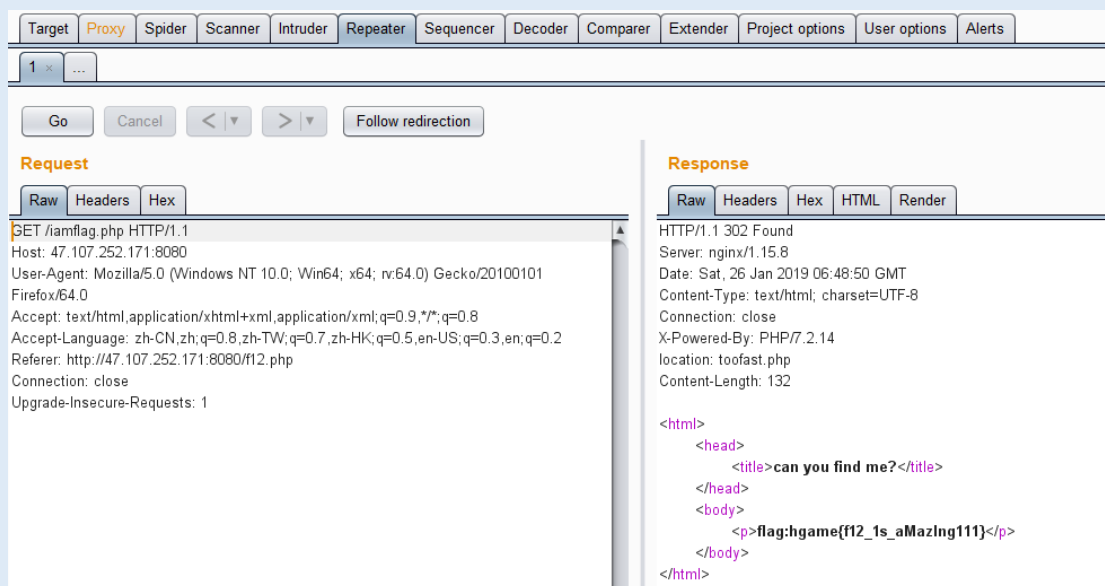 Target Proxy Spider Scanner Intruder Repeater Sequencer Decoder Comparer Extender Project options User options Alerts
1 × ...
Go Cancel < ▼ > ▼ Follow redirection
Request
Raw Headers Hex
GET /iamflag.php HTTP/1.1
Host: 47.107.252.171:8080
User-Agent: Mozilla/5.0 (Windows NT 10.0; Win64; x64; rv:64.0) Gecko/20100101
Firefox/64.0
Accept: text/html,application/xhtml+xml,application/xml;q=0.9,*/*;q=0.8
Accept-Language: zh-CN,zh;q=0.8,zh-TW;q=0.7,zh-HK;q=0.5,en-US;q=0.3,en;q=0.2
Referer: http://47.107.252.171:8080/f12.php
Connection: close
Upgrade-Insecure-Requests: 1
Response
Raw Headers Hex HTML Render
HTTP/1.1 302 Found
Server: nginx/1.15.8
Date: Sat, 26 Jan 2019 06:48:50 GMT
Content-Type: text/html; charset=UTF-8
Connection: close
X-Powered-By: PHP/7.2.14
location: toofast.php
Content-Length: 132
<html>
<head>
<title>can you find me?</title>
</head>
<body>
<p>flag:hgame{f12_1s_aMazIng111}</p>
</body>
</html>